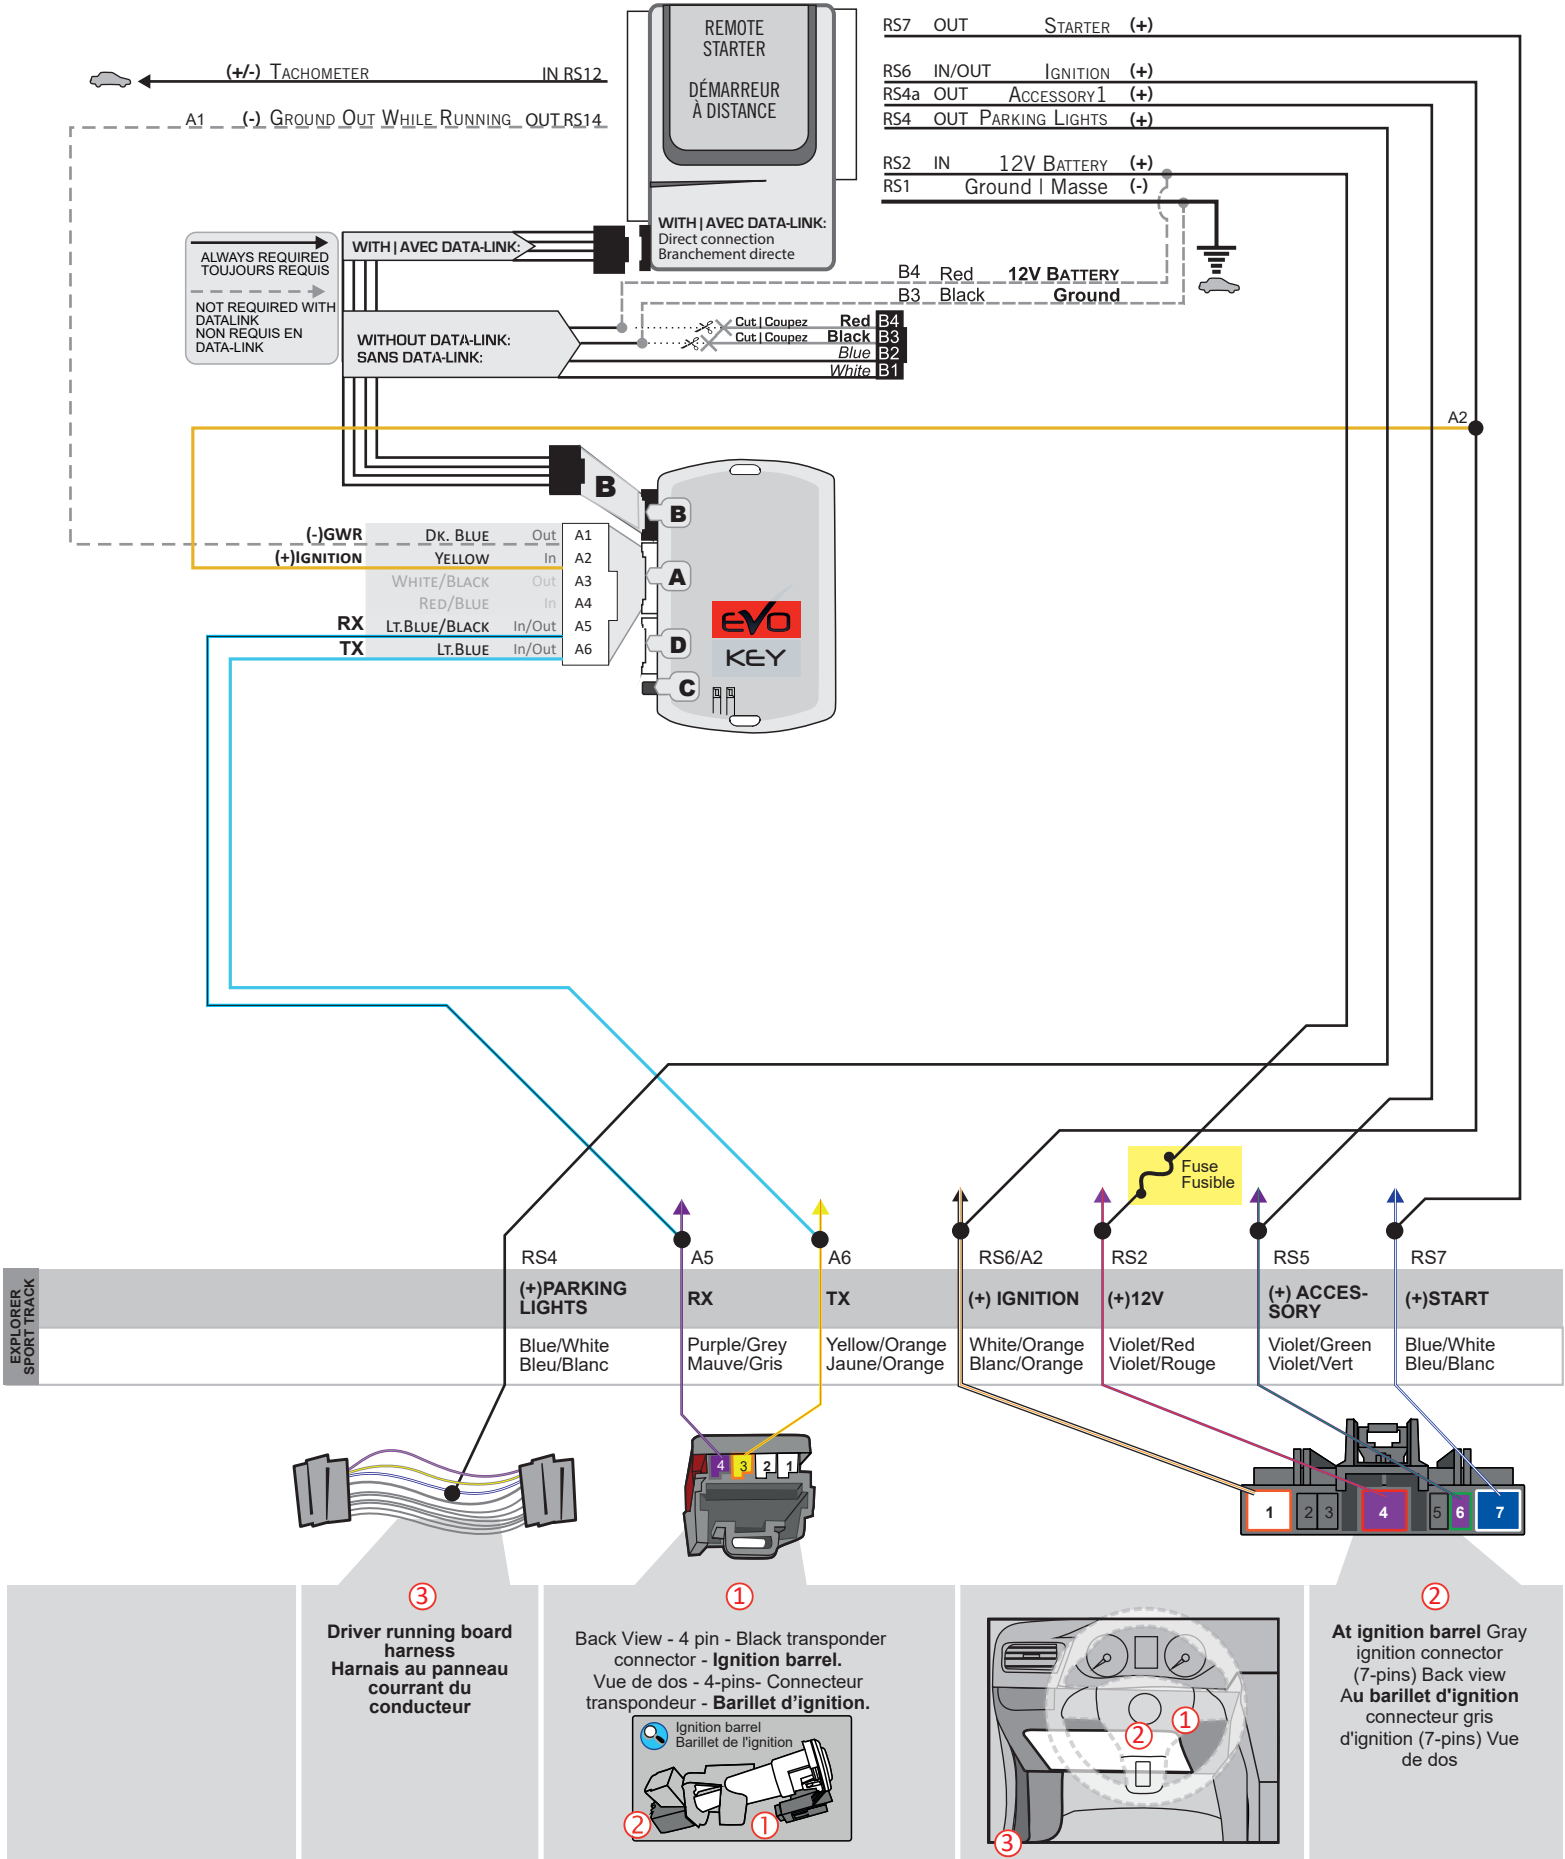 REMOTE
STARTER
DÉMARREUR
À DISTANCE
RS7 OUT STARTER (+)
(+/-) TACHOMETER IN RS12
RS6 IN/OUT IGNITION (+)
RS4a OUT ACCESSORY1 (+)
A1 (-) GROUND OUT WHILE RUNNING OUT RS14
RS4 OUT PARKING LIGHTS (+)
RS2 IN 12V BATTERY (+)
RS1 Ground | Masse (-)
WITH | AVEC DATA-LINK:
Direct connection
Branchement directe
ALWAYS REQUIRED
TOUJOURS REQUIS
NOT REQUIRED WITH
DATALINK
NON REQUIS EN
DATA-LINK
WITH | AVEC DATA-LINK:
B4 Red 12V BATTERY
B3 Black Ground
WITHOUT DATA-LINK:
SANS DATA-LINK:
Cut | Coupez Red B4
Cut | Coupez Black B3
Blue B2
White B1
A2
B
B
A
D
C
EVO
KEY
(-)GWR DK. BLUE Out A1
(+)IGNITION YELLOW In A2
WHITE/BLACK Out A3
RED/BLUE In A4
RX LT.BLUE/BLACK In/Out A5
TX LT.BLUE In/Out A6
Fuse
Fusible
RS4 A5 A6 RS6/A2 RS2 RS5 RS7
EXPLORER
SPORT TRACK
(+)PARKING
LIGHTS
RX
TX
(+) IGNITION
(+)12V
(+) ACCES-
SORY
(+)START
Blue/White
Bleu/Blanc
Purple/Grey
Mauve/Gris
Yellow/Orange
Jaune/Orange
White/Orange
Blanc/Orange
Violet/Red
Violet/Rouge
Violet/Green
Violet/Vert
Blue/White
Bleu/Blanc
4 3 2 1
1 2 3 4 5 6 7
3
Driver running board
harness
Harnais au panneau
courrant du
conducteur
1
Back View - 4 pin - Black transponder
connector - Ignition barrel.
Vue de dos - 4-pins- Connecteur
transpondeur - Barillet d'ignition.
Ignition barrel
Barillet de l'ignition
2
1
1
2
3
2
At ignition barrel Gray
ignition connector
(7-pins) Back view
Au barillet d'ignition
connecteur gris
d'ignition (7-pins) Vue
de dos